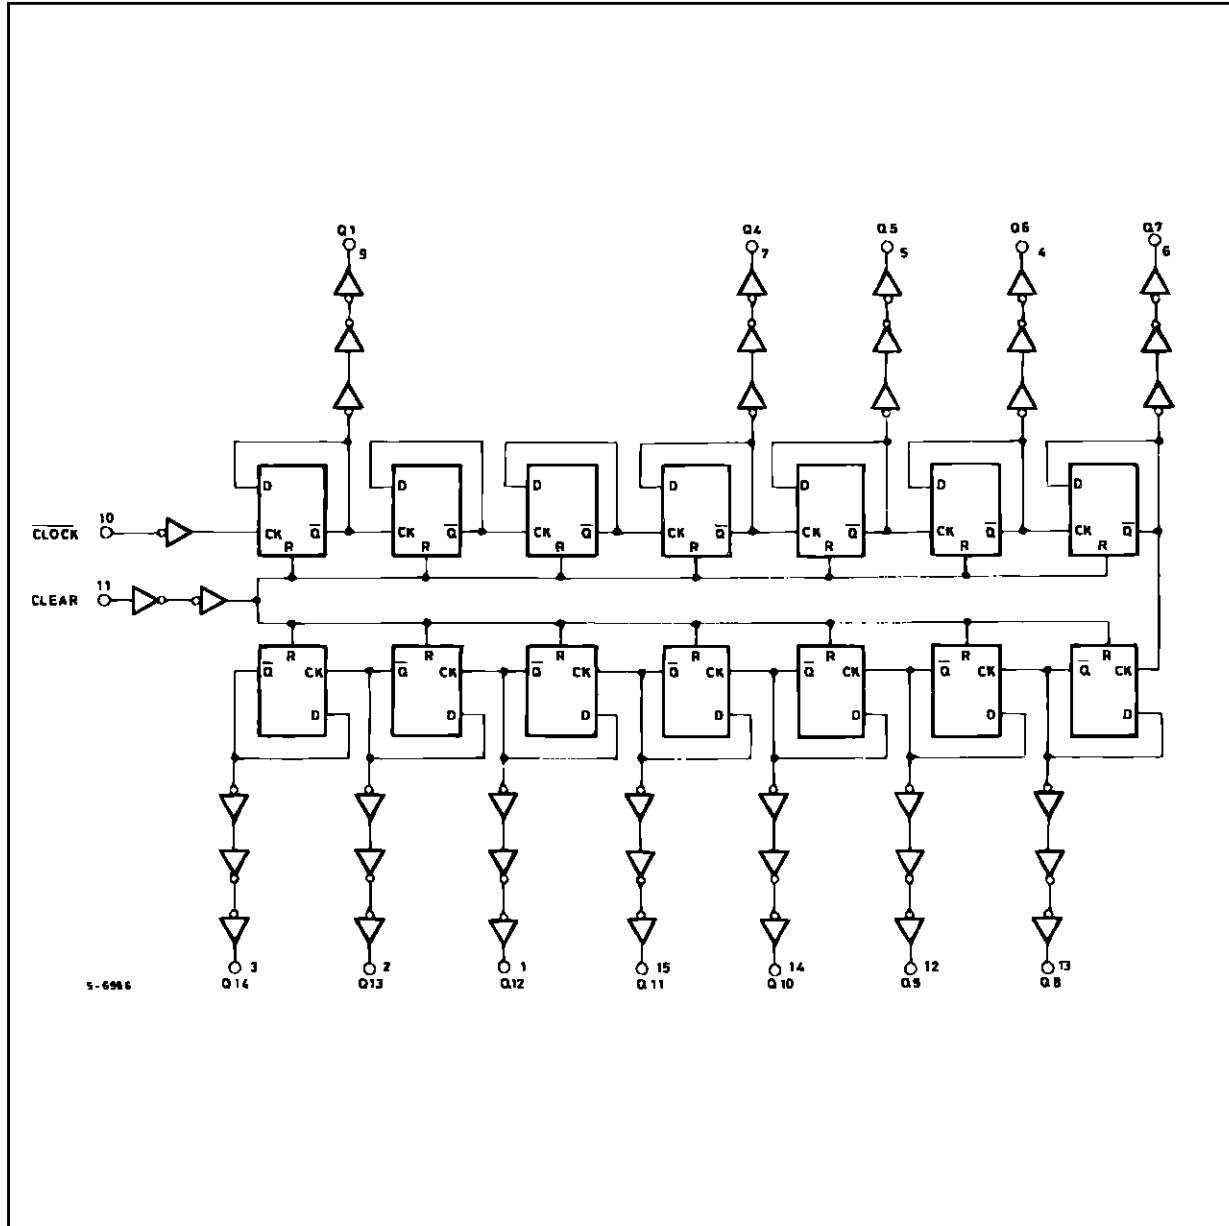 Q1 Q4 Q5 Q6 Q7
9 7 5 4 6
D D D D D D D
CLOCK 10 CK Q CK Q CK Q CK Q CK Q CK Q CK Q
R R R R R R R
11
CLEAR
R R R R R R R
Q CK Q CK Q CK Q CK Q CK Q CK Q CK
D D D D D D D
3 2 1 15 14 12 13
Q14 Q13 Q12 Q11 Q10 Q9 Q8
S-6966